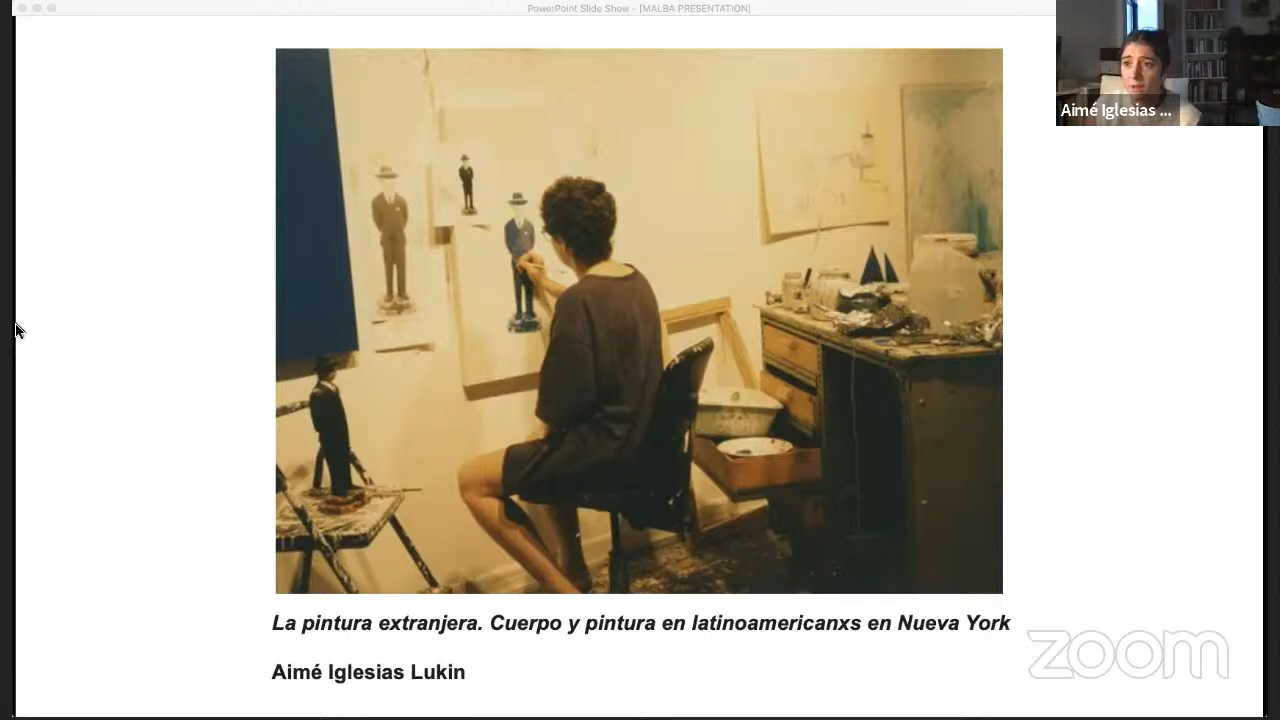 PowerPoint Slide Show - [MALBA PRESENTATION]
Aimé Iglesias ...
La pintura extranjera. Cuerpo y pintura en latinoamericanxs en Nueva York
Aimé Iglesias Lukin
zoom